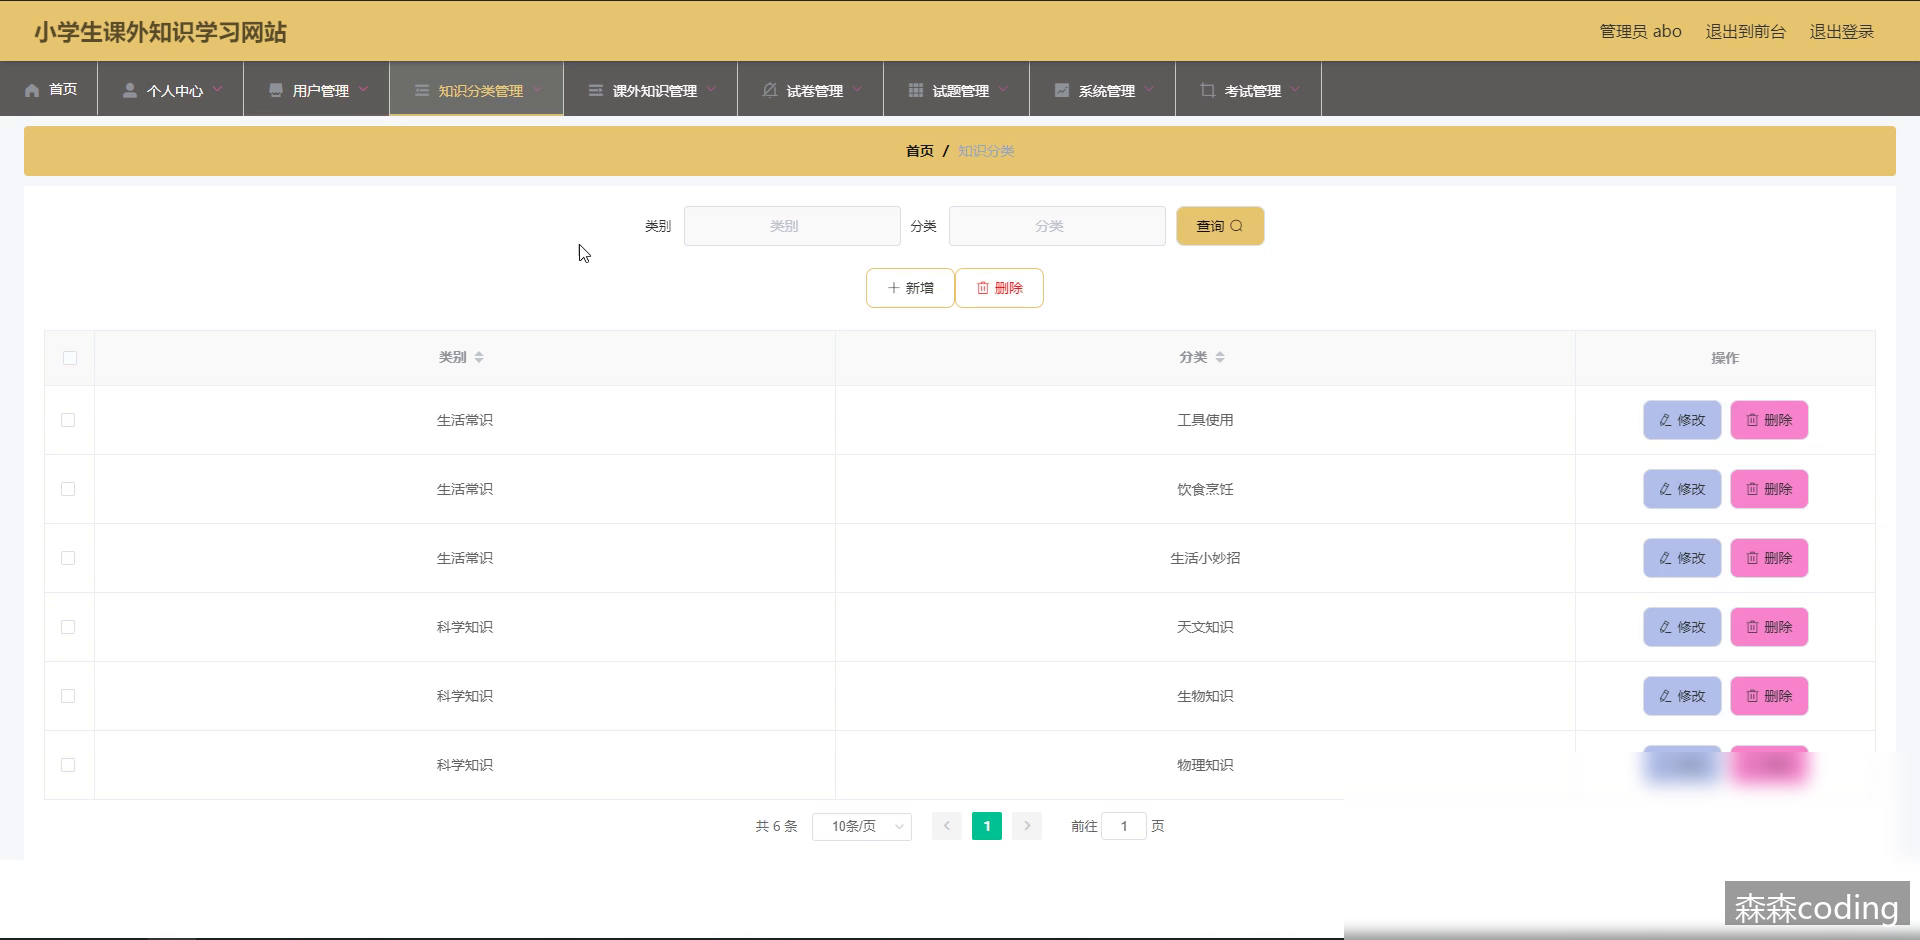 小学生课外知识学习网站
管理员 abo 退出到前台 退出登录
首页 个人中心 用户管理 知识分类管理 课外知识管理 试卷管理 试题管理 系统管理 考试管理
首页 / 知识分类
类别 类别 分类 分类 查询
新增 删除
类别 分类 操作
生活常识 工具使用 修改 删除
生活常识 饮食烹饪 修改 删除
生活常识 生活小妙招 修改 删除
科学知识 天文知识 修改 删除
科学知识 生物知识 修改 删除
科学知识 物理知识
共 6 条 10条/页 1 前往 1 页
森森coding